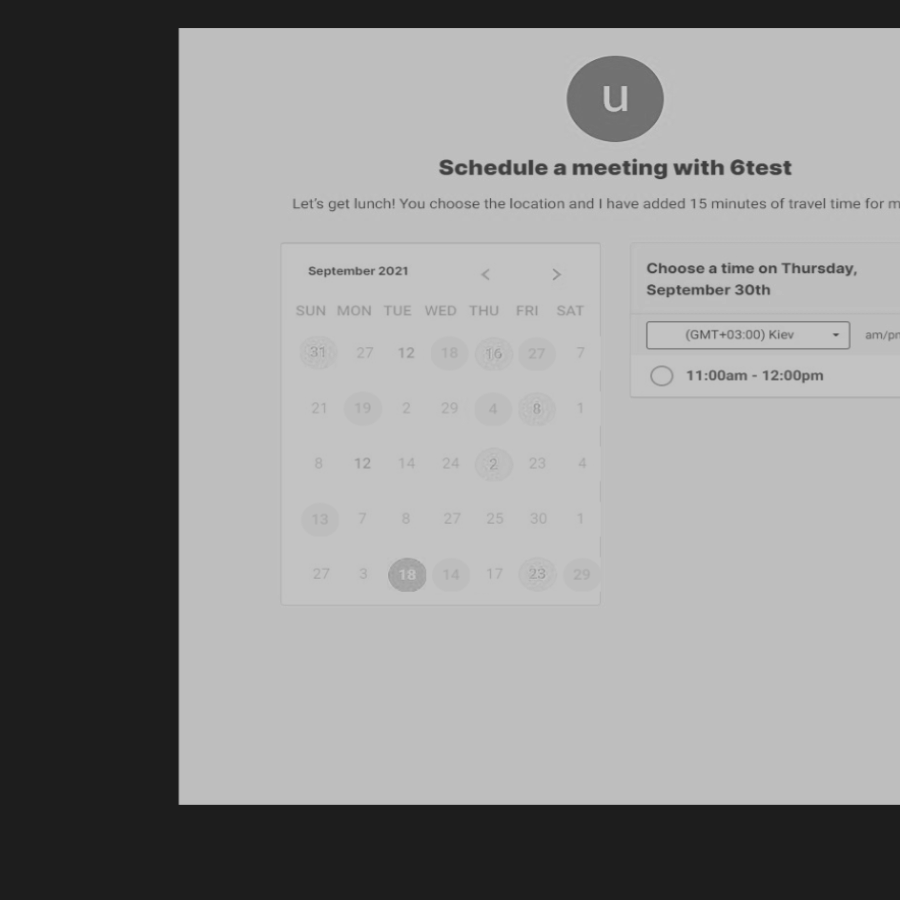 u
Schedule a meeting with 6test
Let's get lunch! You choose the location and I have added 15 minutes of travel time for m
September 2021 < >
SUN MON TUE WED THU FRI SAT
31 27 12 18 16 27 7
21 19 2 29 4 8 1
8 12 14 24 2 23 4
13 7 8 27 25 30 1
27 3 18 14 17 23 29
Choose a time on Thursday,
September 30th
(GMT+03:00) Kiev am/pm
11:00am - 12:00pm